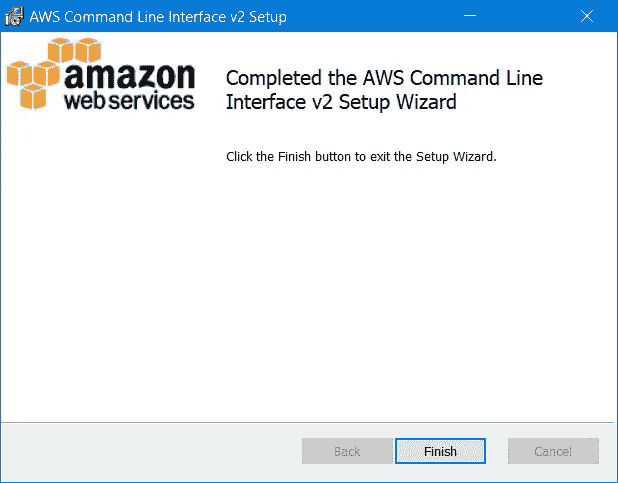 AWS Command Line Interface v2 Setup
amazon
web services
Completed the AWS Command Line
Interface v2 Setup Wizard
Click the Finish button to exit the Setup Wizard.
Back
Finish
Cancel